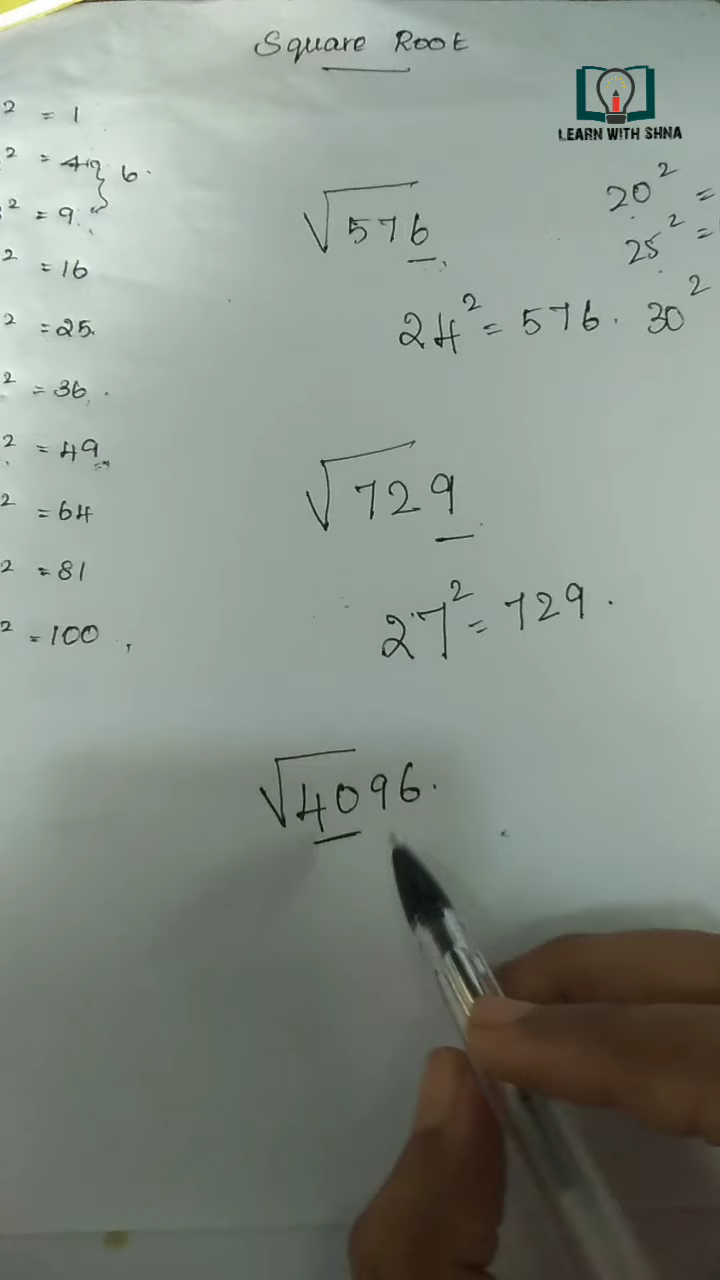 Square Root
LEARN WITH SHNA
2 = 1
2 = 4
6.
2 = 9
2 = 16
2 = 25
2 = 36
2 = 49
2 = 64
2 = 81
2 = 100
√576
20² =
25² =
24² = 576. 30²
√729
27² = 729.
√4096.